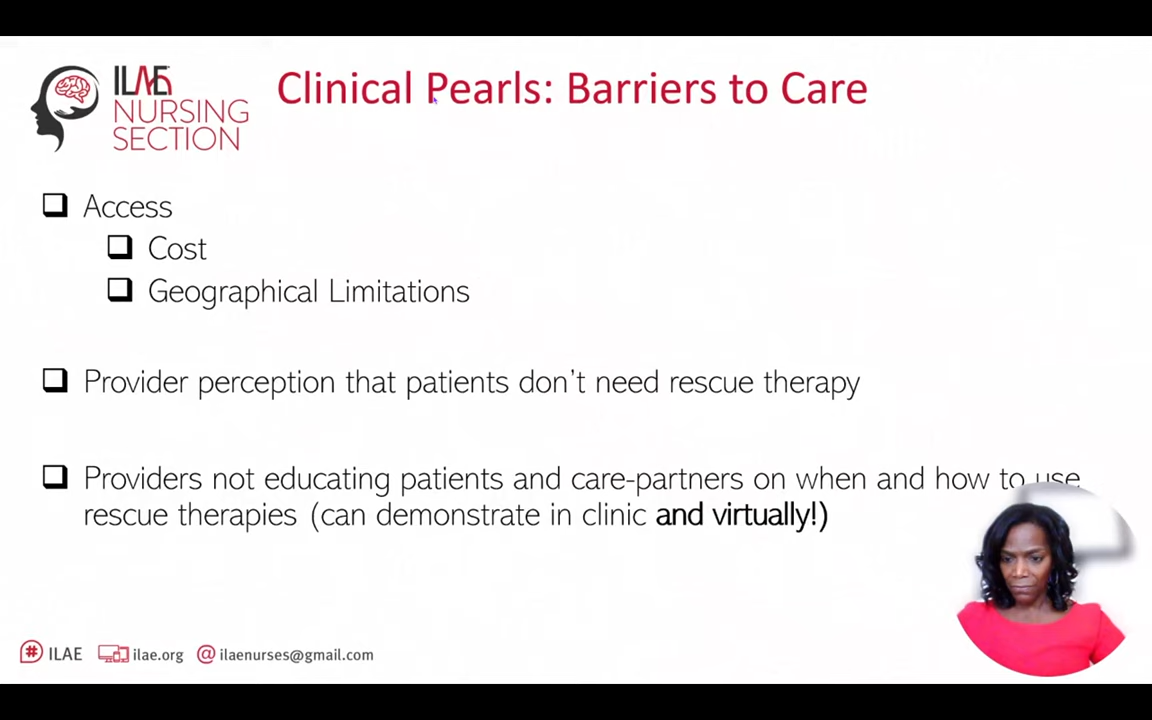 ILAE
NURSING
SECTION
Clinical Pearls: Barriers to Care
Access
Cost
Geographical Limitations
Provider perception that patients don't need rescue therapy
Providers not educating patients and care-partners on when and how to use
rescue therapies (can demonstrate in clinic and virtually!)
# ILAE ilae.org @ ilaenurses@gmail.com